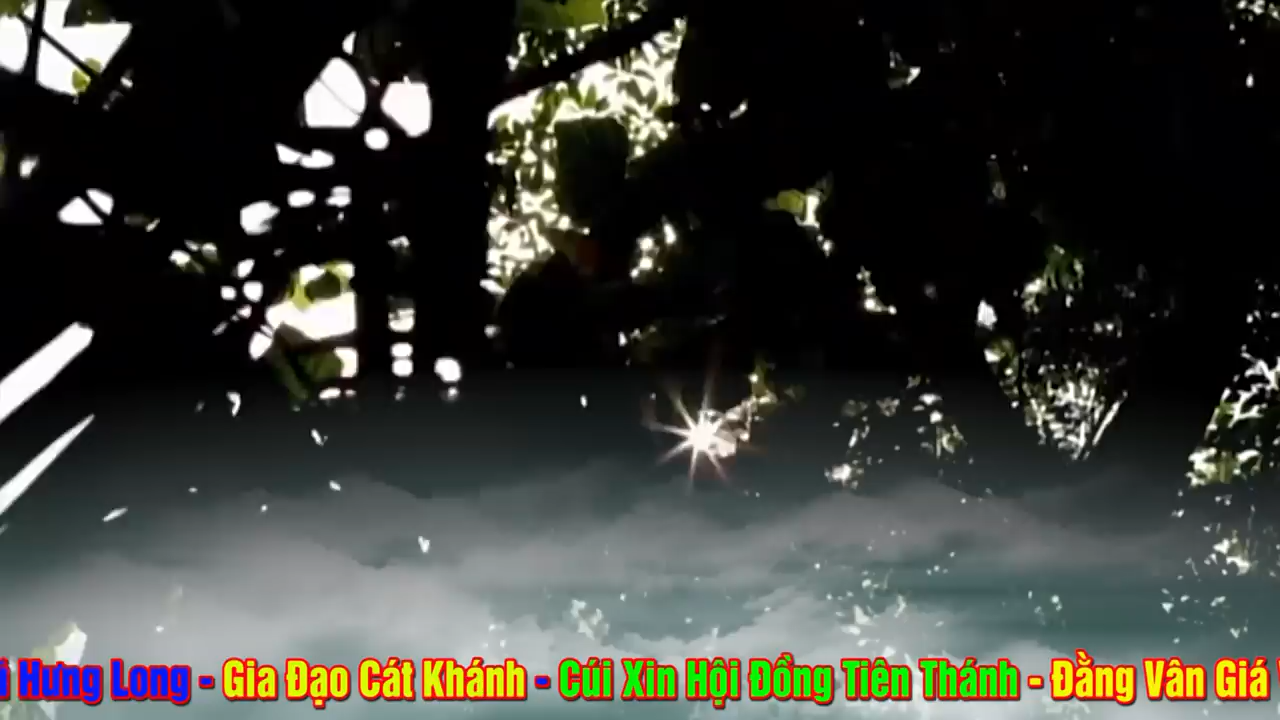 Hưng Long - Gia Đạo Cát Khánh - Cúi Xin Hội Đồng Tiên Thánh - Đằng Vân Giá